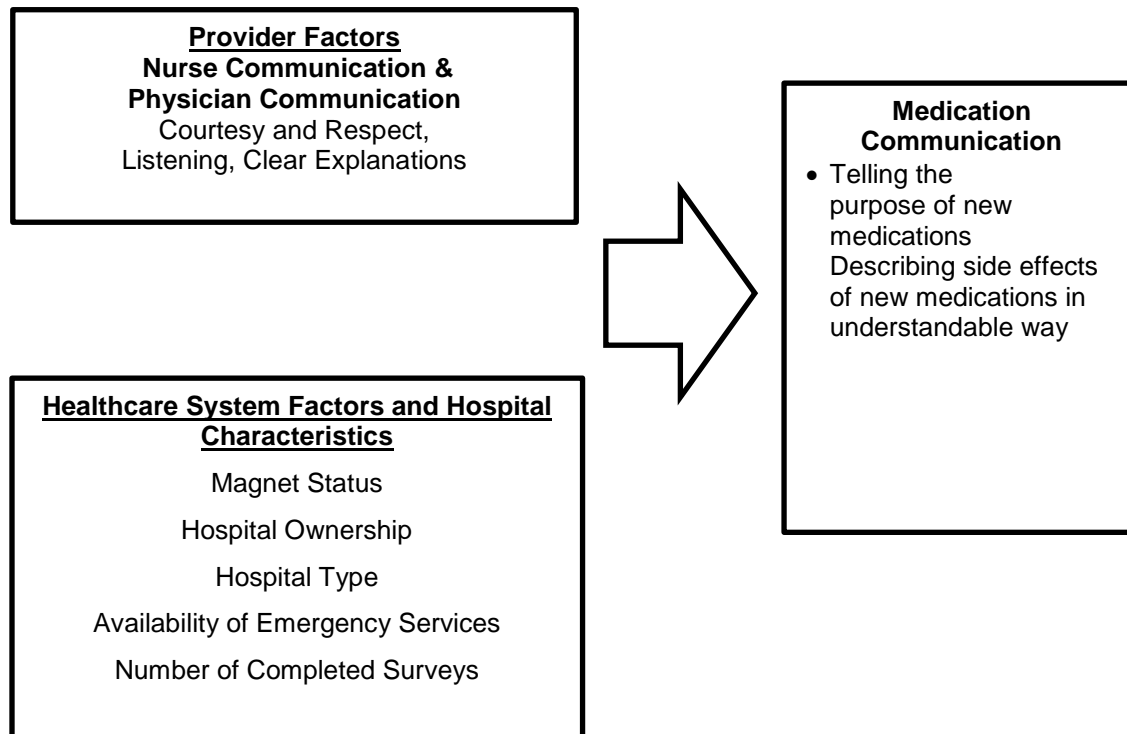 Provider Factors
Nurse Communication &
Physician Communication
Courtesy and Respect,
Listening, Clear Explanations
Healthcare System Factors and Hospital
Characteristics
Magnet Status
Hospital Ownership
Hospital Type
Availability of Emergency Services
Number of Completed Surveys
Medication
Communication
• Telling the
purpose of new
medications
Describing side effects
of new medications in
understandable way